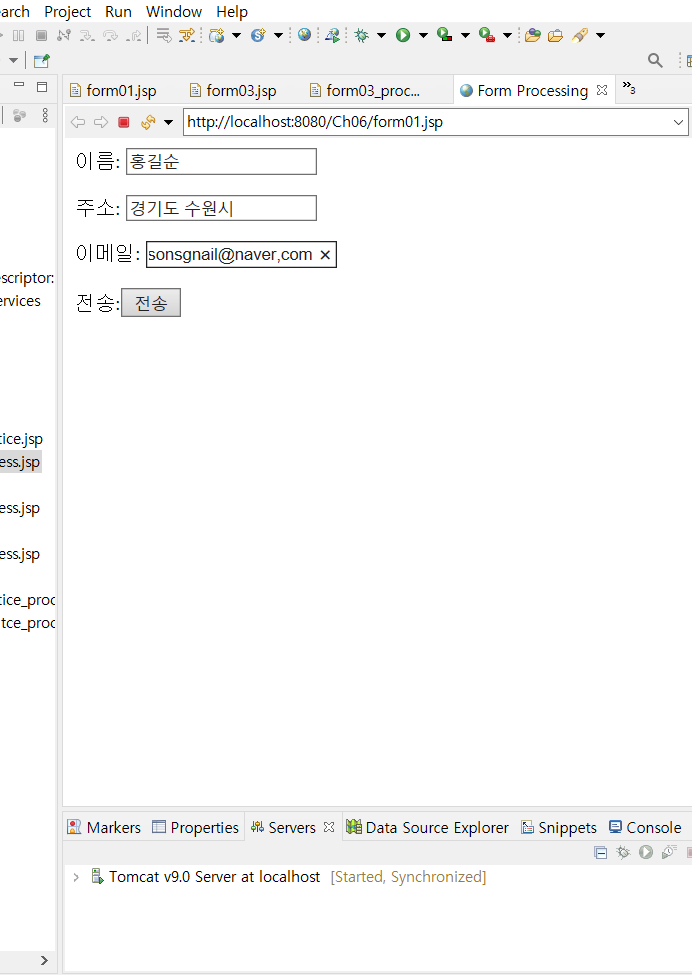 earch Project Run Window Help
form01.jsp form03.jsp form03_proc... Form Processing »3
http://localhost:8080/Ch06/form01.jsp
이름: 홍길순
주소: 경기도 수원시
이메일: sonsgnail@naver,com
전송: 전송
escriptor:
ervices
tice.jsp
ess.jsp
ess.jsp
ess.jsp
tice_proc
tce_proc
Markers Properties Servers Data Source Explorer Snippets Console
Tomcat v9.0 Server at localhost [Started, Synchronized]